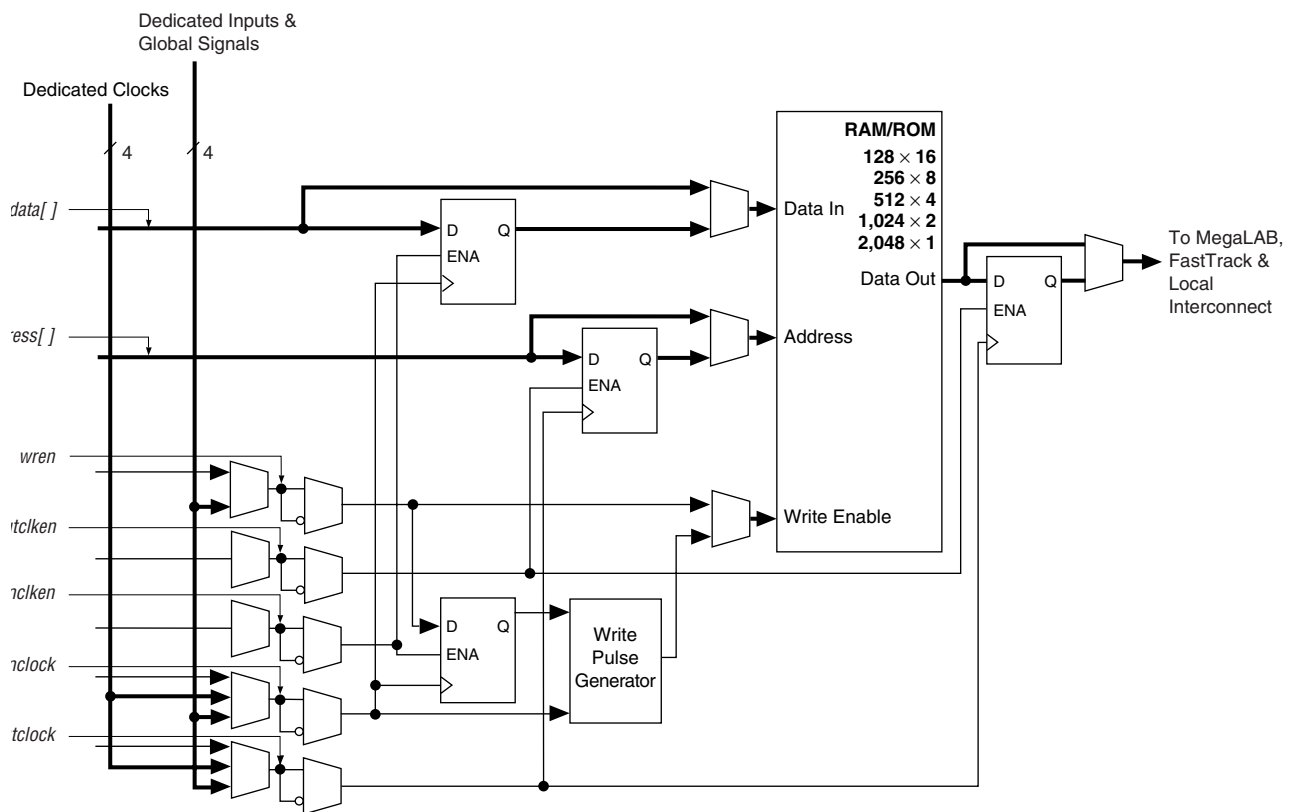 Dedicated Inputs &
Global Signals
Dedicated Clocks
4
4
RAM/ROM
128 × 16
256 × 8
512 × 4
1,024 × 2
2,048 × 1
data[ ]
D
Q
ENA
Data In
Data Out
To MegaLAB,
FastTrack &
Local
Interconnect
D
Q
ENA
ress[ ]
D
Q
ENA
Address
wren
Write Enable
tclken
nclken
D
Q
ENA
Write
Pulse
Generator
nclock
tclock